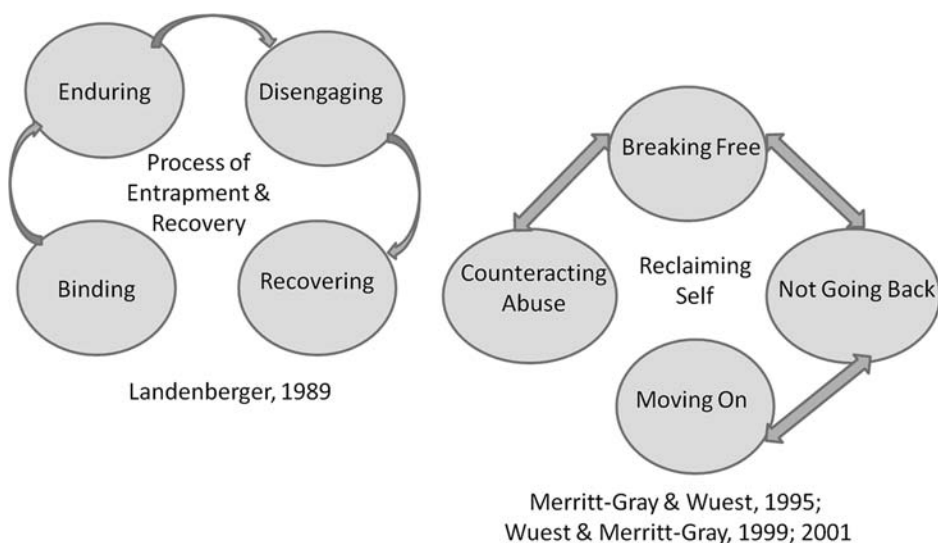 Enduring
Disengaging
Process of
Entrapment &
Recovery
Binding
Recovering
Landenberger, 1989
Breaking Free
Counteracting
Abuse
Reclaiming
Self
Not Going
Back
Moving On
Merritt-Gray & Wuest, 1995;
Wuest & Merritt-Gray, 1999; 2001